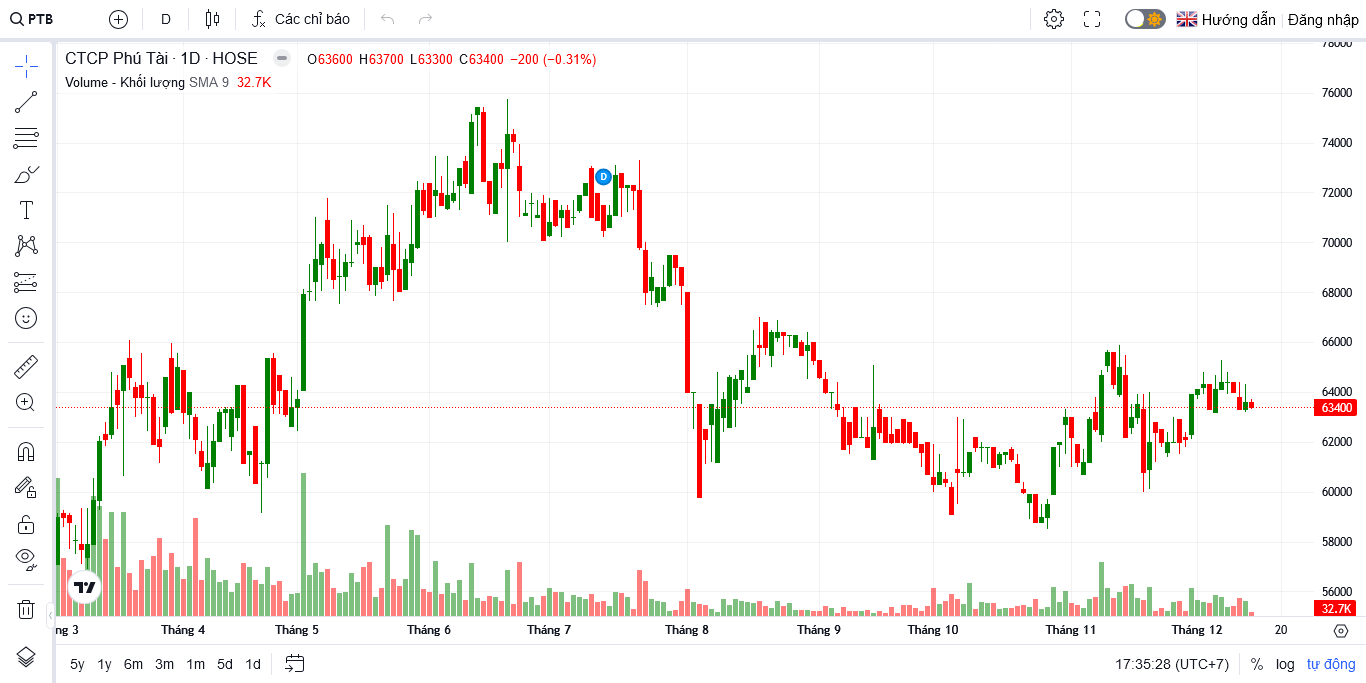 PTB
D
Các chỉ báo
Hướng dẫn
Đăng nhập
CTCP Phú Tài · 1D · HOSE
O63600 H63700 L63300 C63400 −200 (−0.31%)
Volume - Khối lượng SMA 9 32.7K
D
78000
76000
74000
72000
70000
68000
66000
64000
63400
62000
60000
58000
56000
32.7K
ng 3
Tháng 4
Tháng 5
Tháng 6
Tháng 7
Tháng 8
Tháng 9
Tháng 10
Tháng 11
Tháng 12
20
5y 1y 6m 3m 1m 5d 1d
17:35:28 (UTC+7)
% log tự động